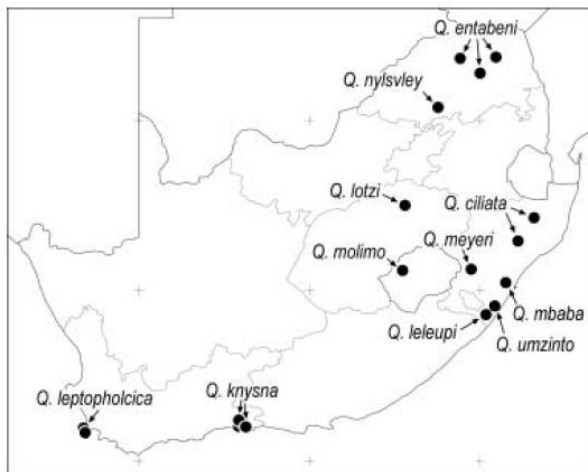 Q. entabeni
Q. nylsvley
Q. lotzi
Q. ciliata
Q. meyeri
Q. molimo
Q. mbaba
Q. leleupi
Q. umzinto
Q. knysna
Q. leptopholcica